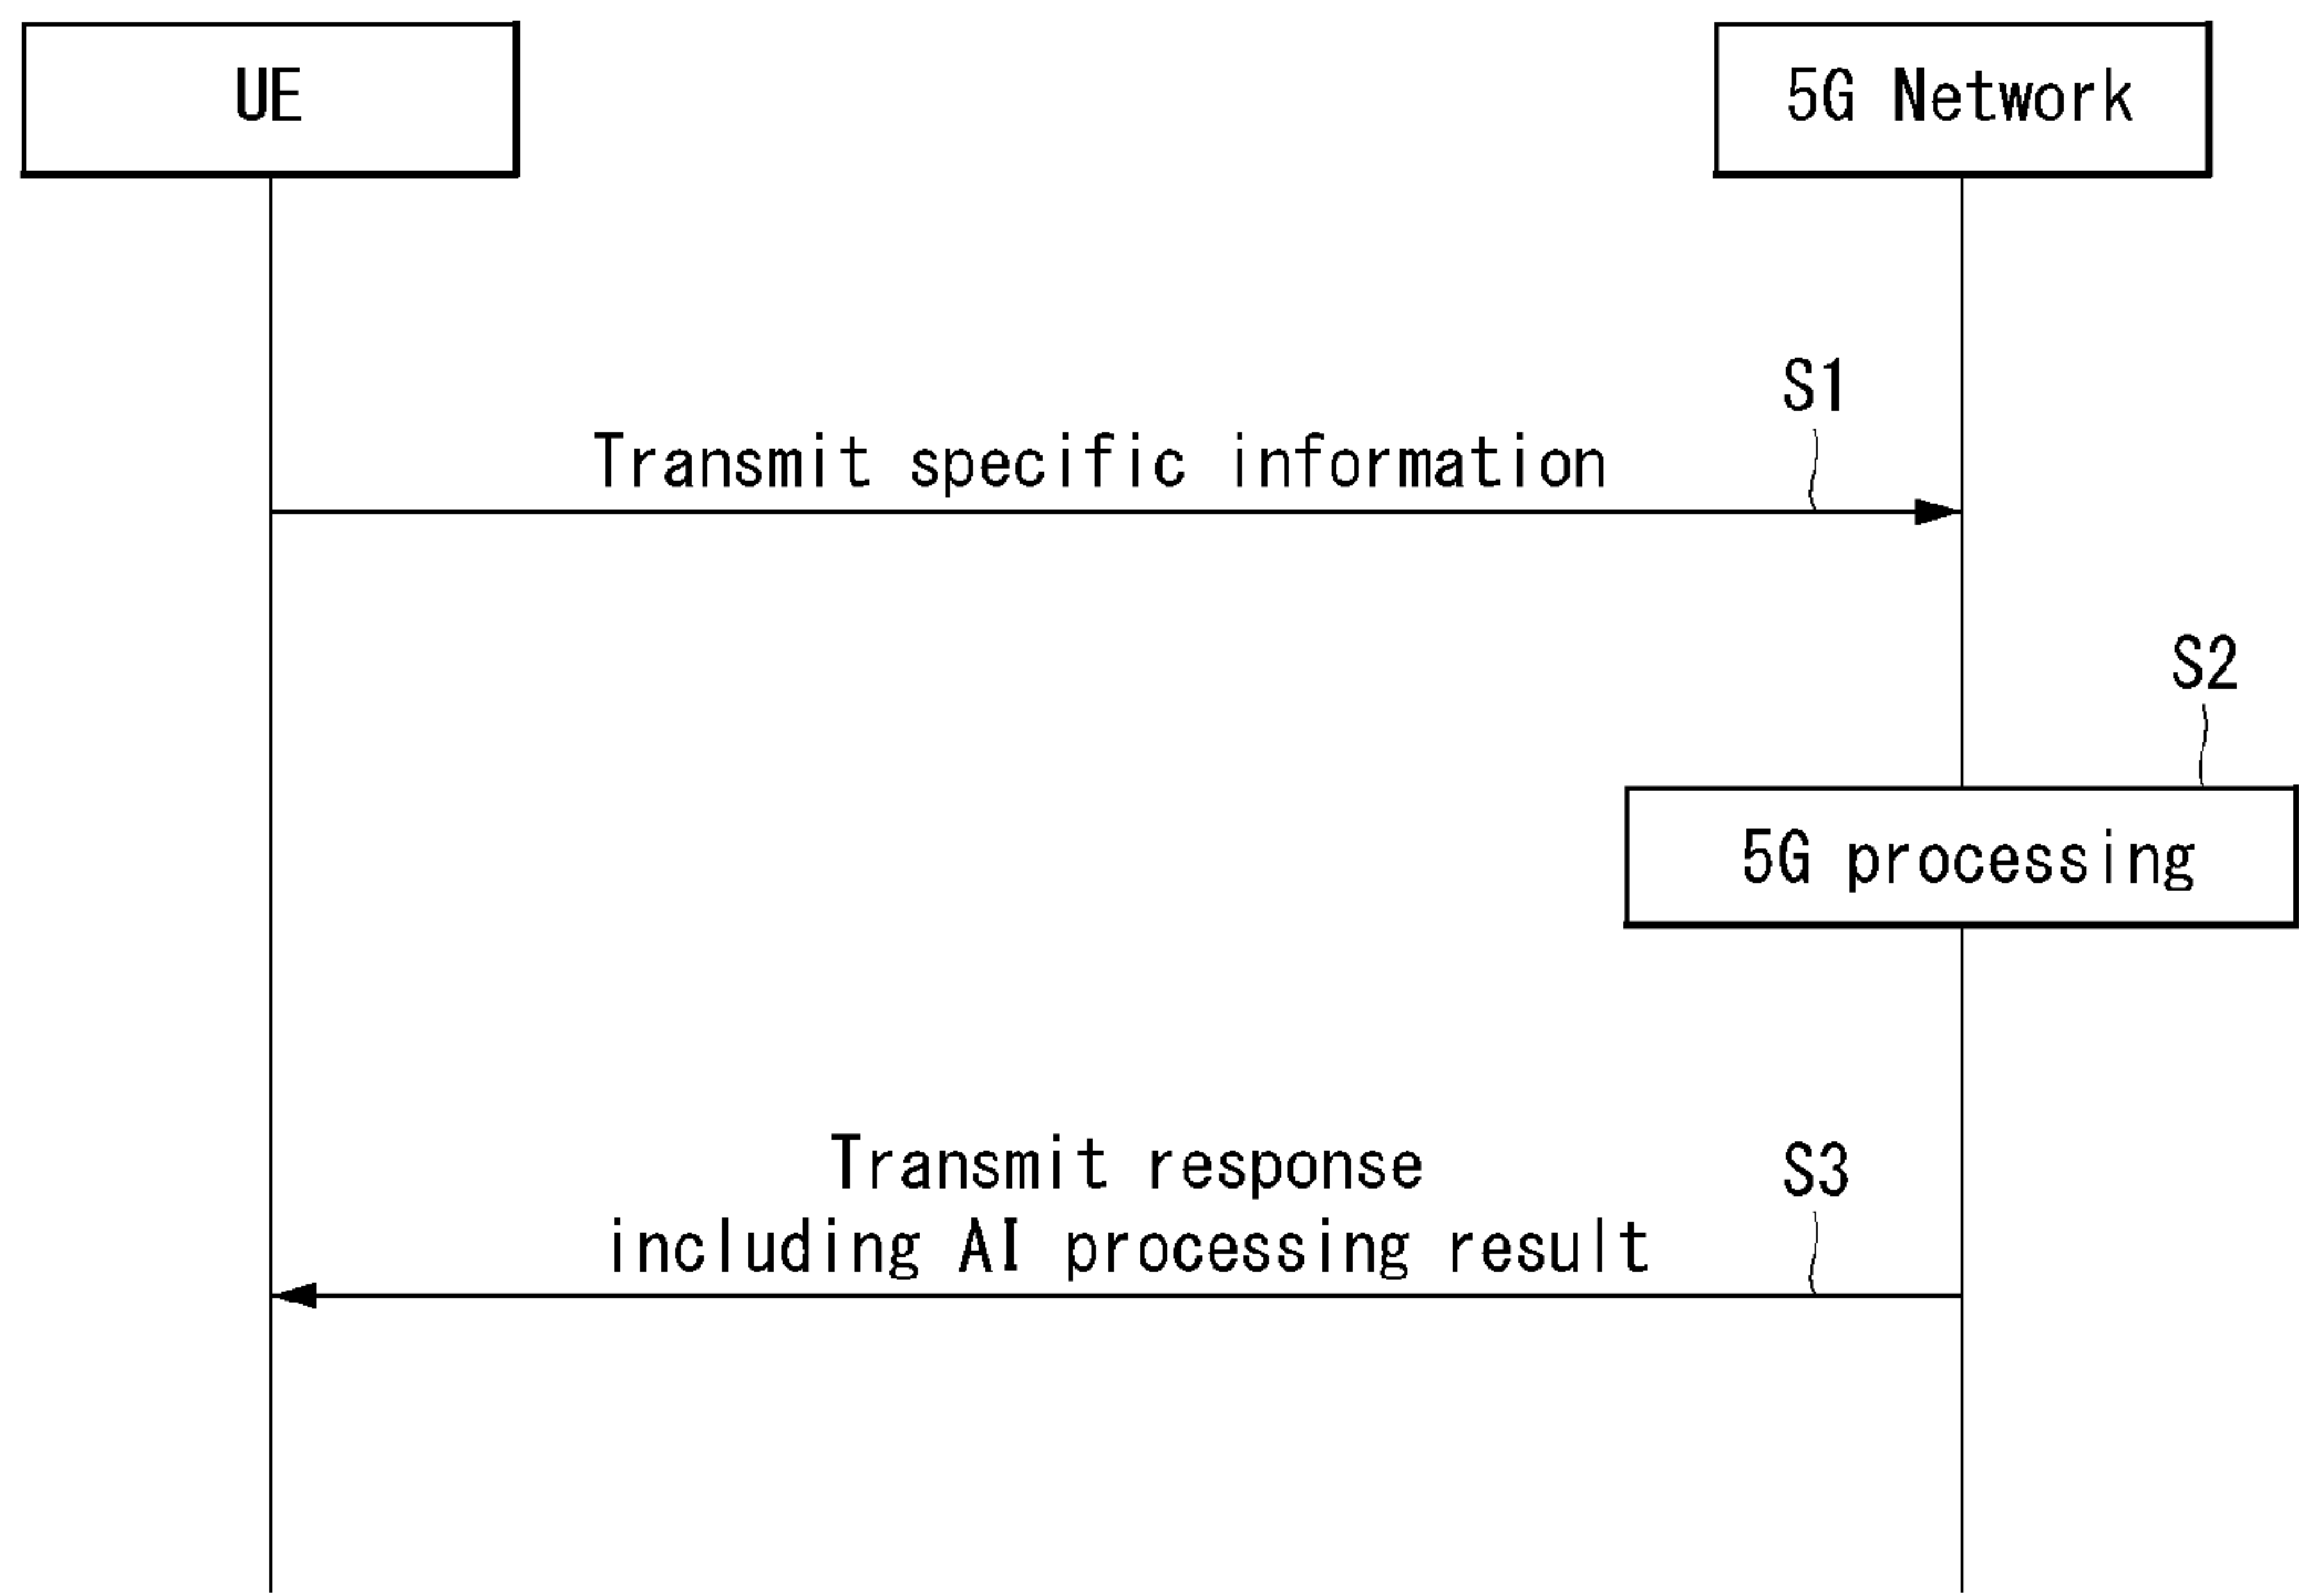 UE
5G Network
S1
Transmit specific information
S2
5G processing
Transmit response
S3
including AI processing result